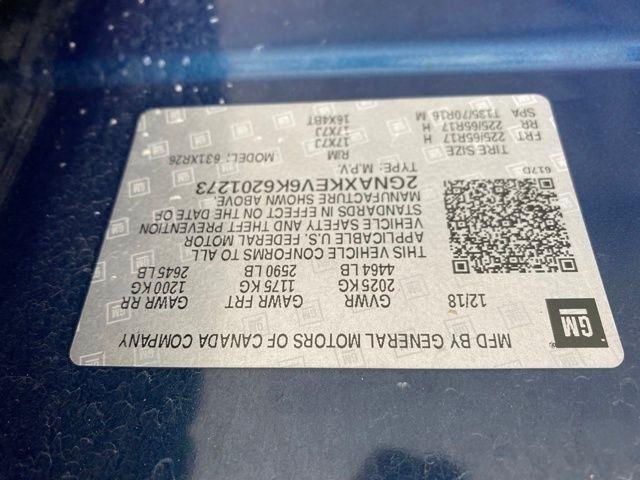 MFD BY GENERAL MOTORS OF CANADA COMPANY
GM
12/18 GVWR GAWR FRT GAWR RR
2025 KG 1175 KG 1200 KG
4464 LB 2590 LB 2645 LB
THIS VEHICLE CONFORMS TO ALL
APPLICABLE U.S. FEDERAL MOTOR
VEHICLE SAFETY AND THEFT PREVENTION
STANDARDS IN EFFECT ON THE DATE OF
MANUFACTURE SHOWN ABOVE.
2GNAXKEV6K6201273
617D TYPE: M.P.V. MODEL: 631XR26
TIRE SIZE RIM
FRT 225/65R17 H 17X7J
RR 225/65R17 H 17X7J
SPA T135/70R16 M 16X4BT